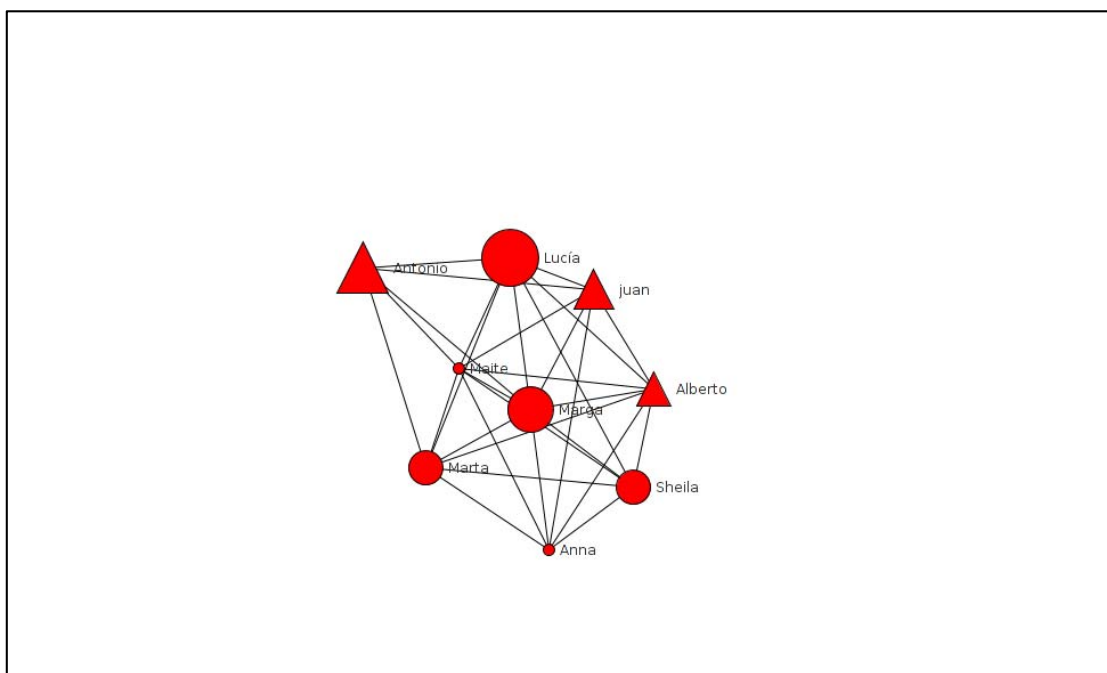 Lucía
Antonio
juan
Maite
Alberto
Marga
Marta
Sheila
Anna